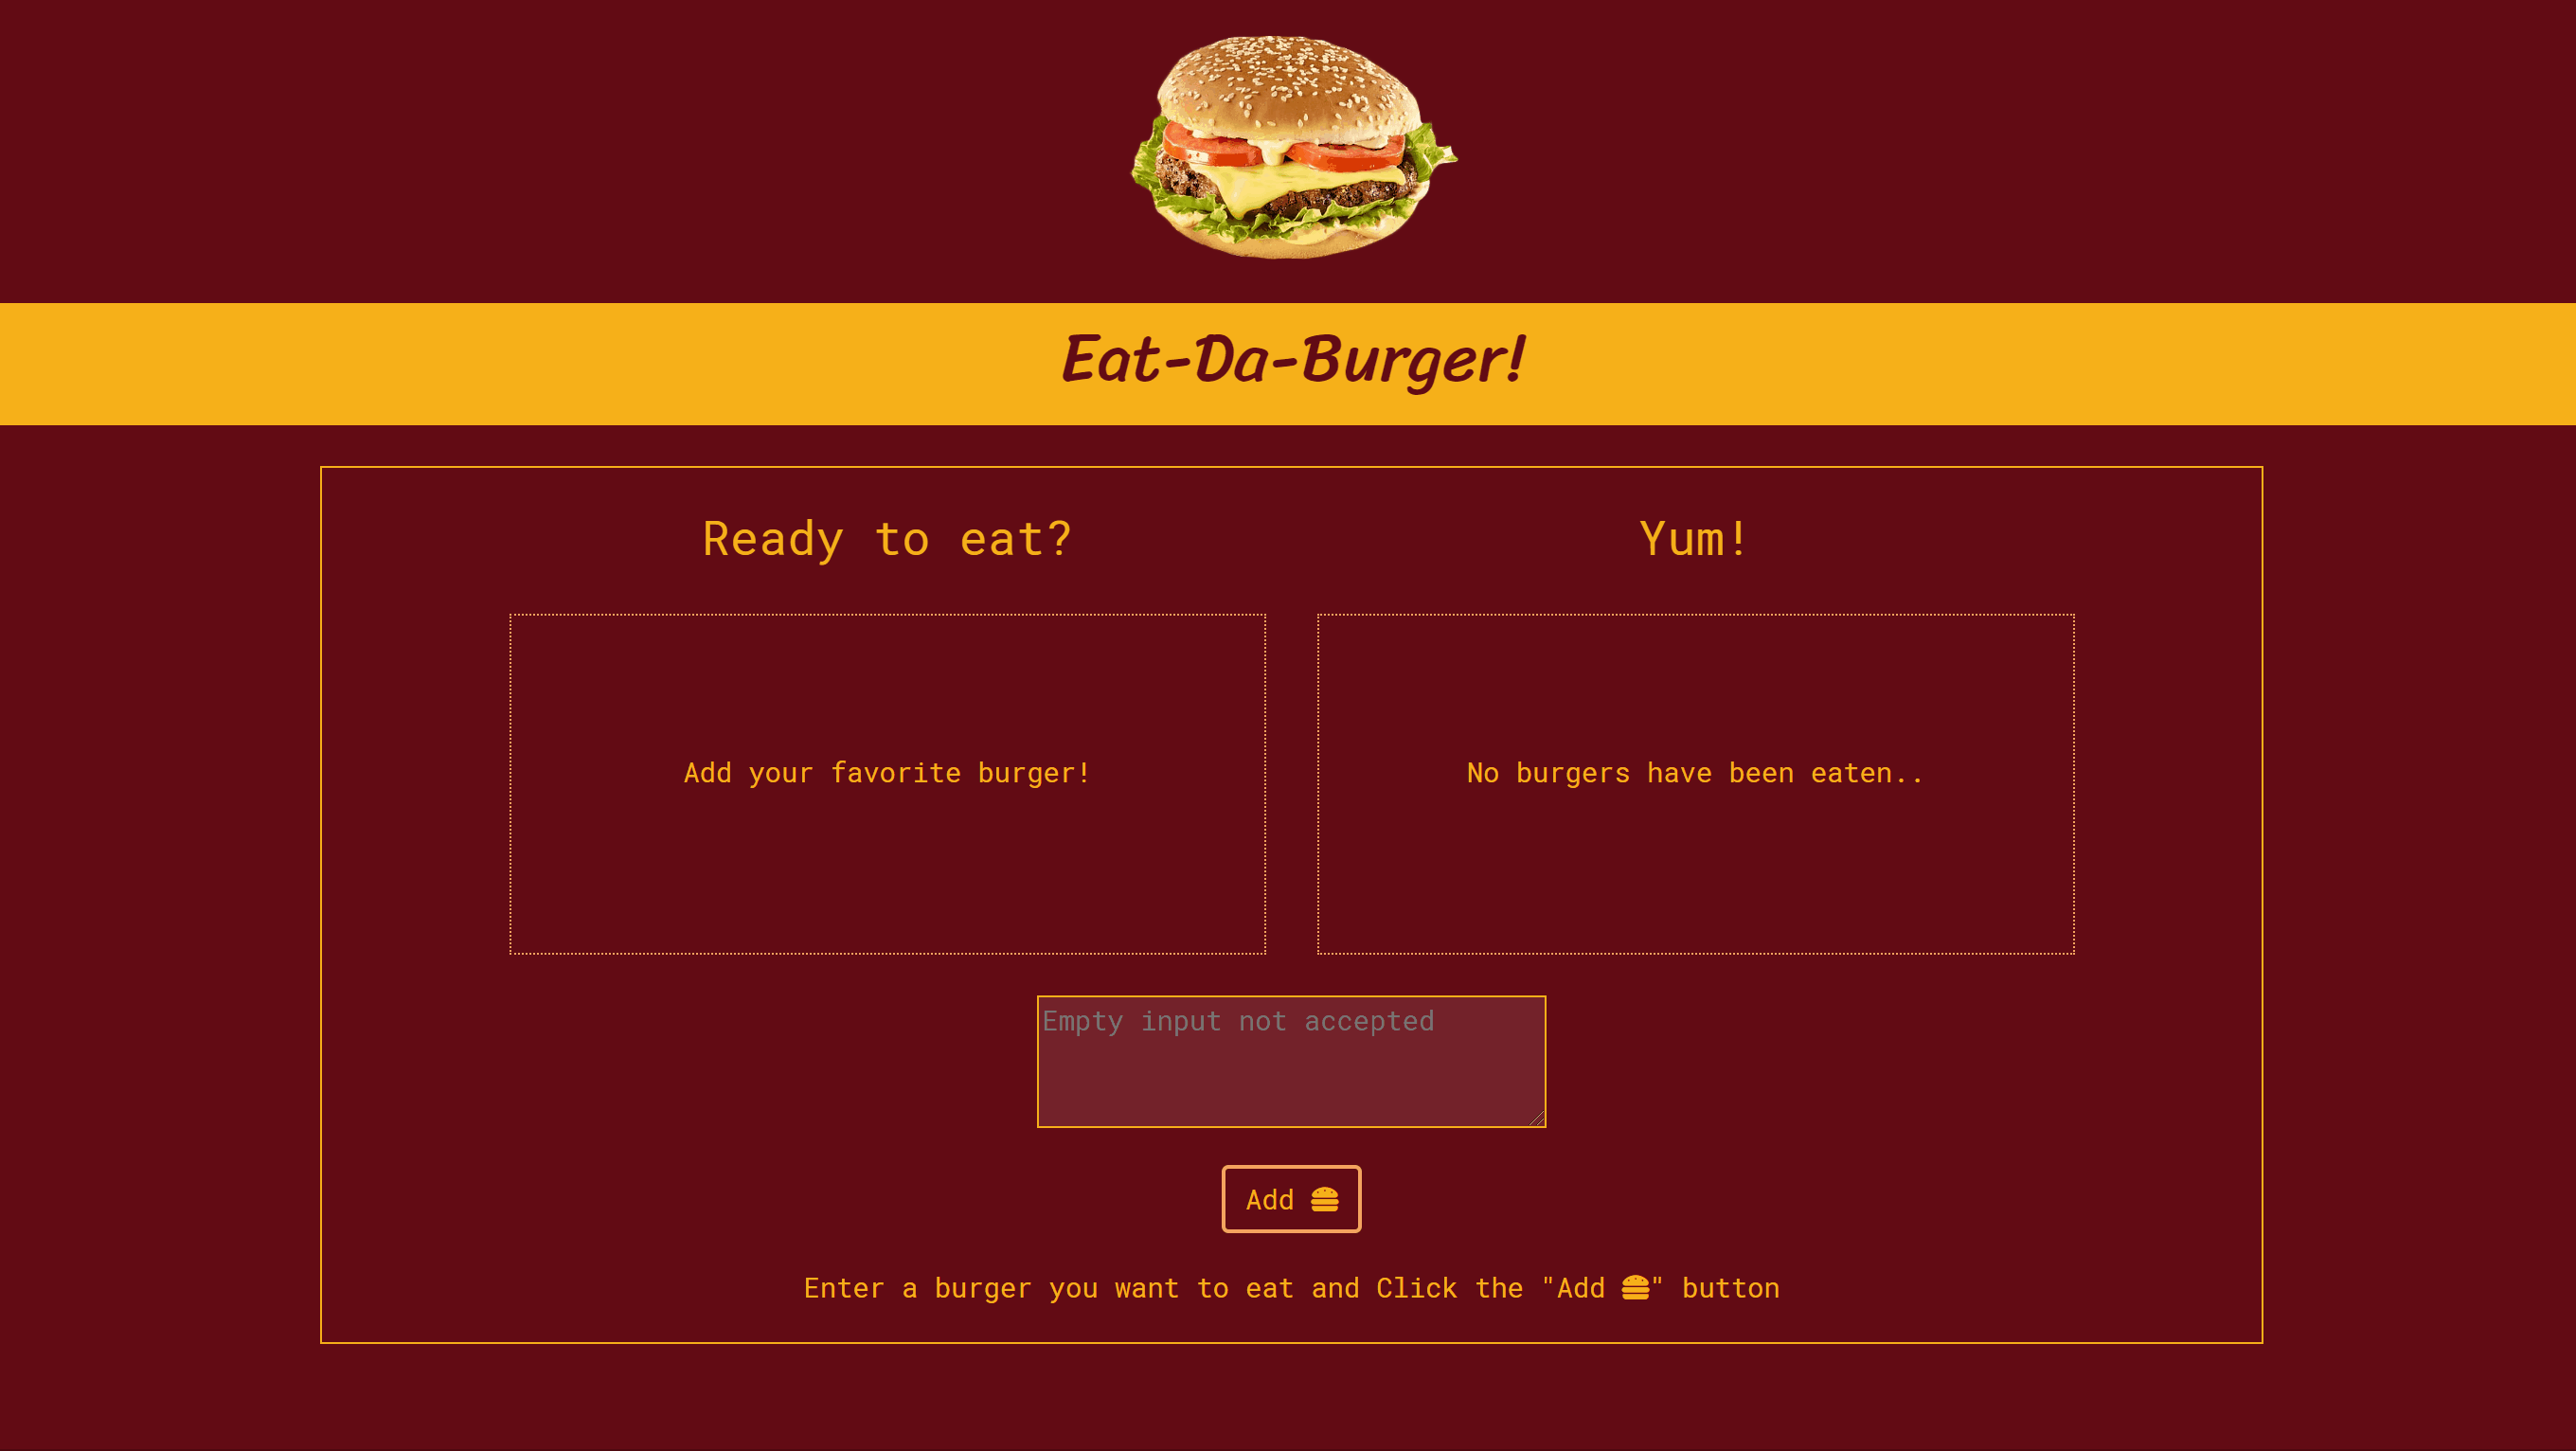 Eat-Da-Burger!
Ready to eat?
Yum!
Add your favorite burger!
No burgers have been eaten..
Empty input not accepted
Add
Enter a burger you want to eat and Click the "Add " button